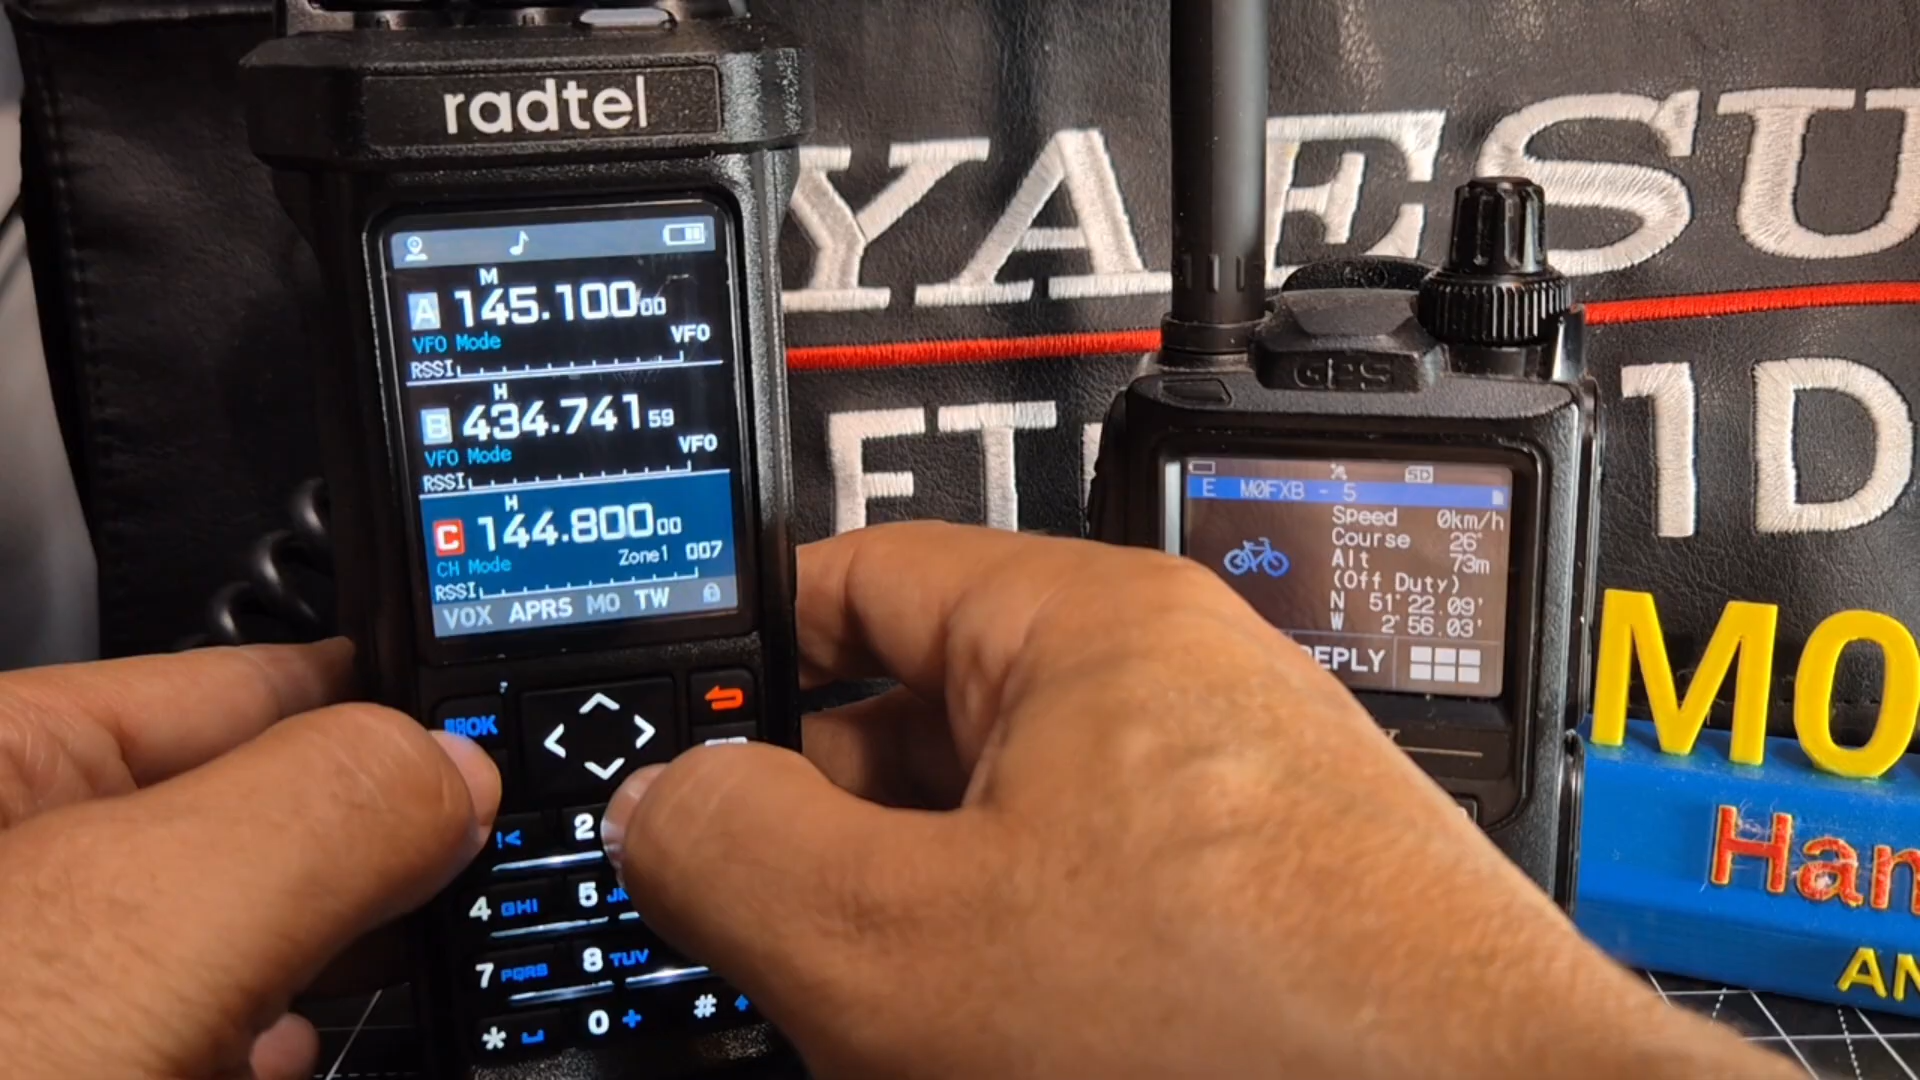 radtel
M
A 145.100 00
VFO Mode VFO
RSSI
H
B 434.741 59
VFO Mode VFO
RSSI
H
C 144.800 00
CH Mode Zone1 007
RSSI
VOX APRS MO TW
OK
2
4 GHI 5
7 PQRS 8 TUV
* 0 + #
YAESU
FT
1D
GPS
SD
E M0FXB - 5
Speed 0km/h
Course 26°
Alt 73m
(Off Duty)
N 51°22.09'
W 2°56.03'
EPLY
M0
Han
AN